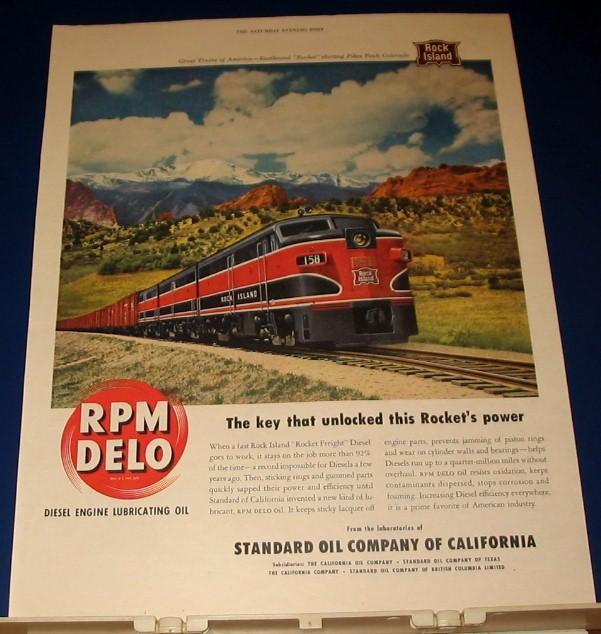 THE SATURDAY EVENING POST
Great Trains of America—Eastbound "Rocket" skirting Pikes Peak, Colorado
Rock
Island
158
ROCK ISLAND
Rock
Island
RPM
DELO
DIESEL ENGINE LUBRICATING OIL
The key that unlocked this Rocket's power
When a fast Rock Island "Rocket Freight" Diesel
goes to work, it stays on the job more than 92%
of the time—a record impossible for Diesels a few
years ago. Then, sticking rings and gummed parts
quickly sapped their power and efficiency until
Standard of California invented a new kind of lu-
bricant, RPM DELO OIL. It keeps sticky lacquer off
engine parts, prevents jamming of piston rings
and wear on cylinder walls and bearings—helps
Diesels run up to a quarter-million miles without
overhaul. RPM DELO OIL resists oxidation, keeps
contaminants dispersed, stops corrosion and
foaming. Increasing Diesel efficiency everywhere,
it is a prime favorite of American industry.
From the laboratories of
STANDARD OIL COMPANY OF CALIFORNIA
Subsidiaries: THE CALIFORNIA OIL COMPANY · STANDARD OIL COMPANY OF TEXAS
THE CALIFORNIA COMPANY · STANDARD OIL COMPANY OF BRITISH COLUMBIA LIMITED